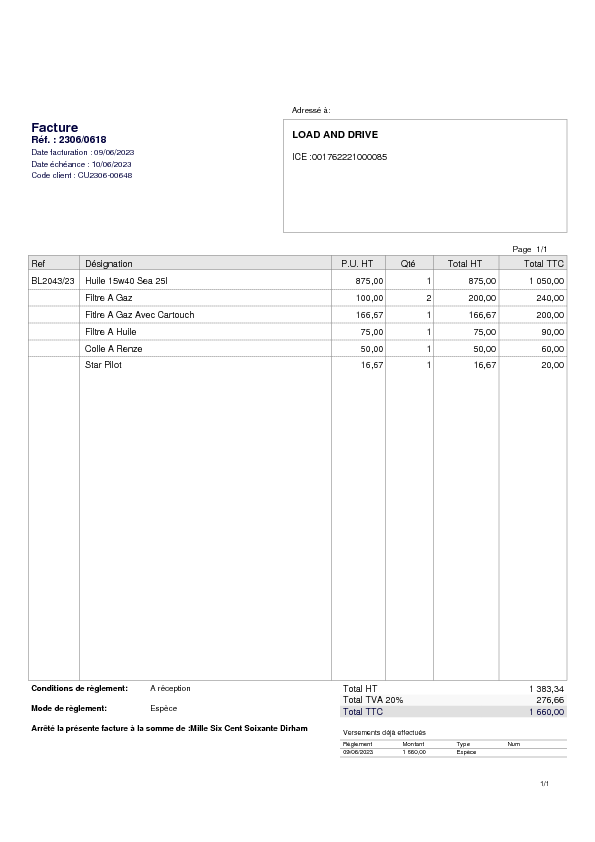 Adressé à:
Facture
Réf. : 2306/0618
Date facturation : 09/06/2023
Date échéance : 10/06/2023
Code client : CU2306-00648
LOAD AND DRIVE
ICE :001762221000085
Page 1/1
Ref Désignation P.U. HT Qté Total HT Total TTC
BL2043/23 Huile 15w40 Sea 25l 875,00 1 875,00 1 050,00
Filtre A Gaz 100,00 2 200,00 240,00
Fitlre A Gaz Avec Cartouch 166,67 1 166,67 200,00
Filtre A Huile 75,00 1 75,00 90,00
Colle A Renze 50,00 1 50,00 60,00
Star Pilot 16,67 1 16,67 20,00
Conditions de règlement: A réception
Mode de règlement: Espèce
Arrêté la présente facture à la somme de :Mille Six Cent Soixante Dirham
Total HT 1 383,34
Total TVA 20% 276,66
Total TTC 1 660,00
Versements déjà effectués
Règlement Montant Type Num
09/06/2023 1 660,00 Espèce
1/1